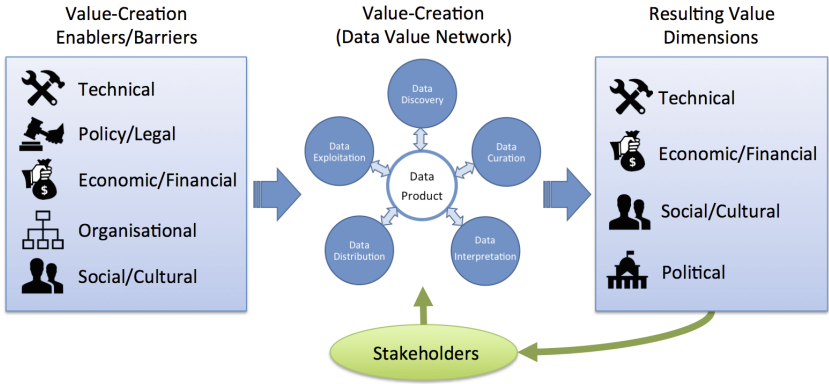 Value-Creation
Enablers/Barriers
Technical
Policy/Legal
Economic/Financial
$
Organisational
Social/Cultural
Value-Creation
(Data Value Network)
Data
Discovery
Data
Exploitation
Data
Curation
Data
Product
Data
Distribution
Data
Interpretation
Resulting Value
Dimensions
Technical
Economic/Financial
$
Social/Cultural
Political
Stakeholders